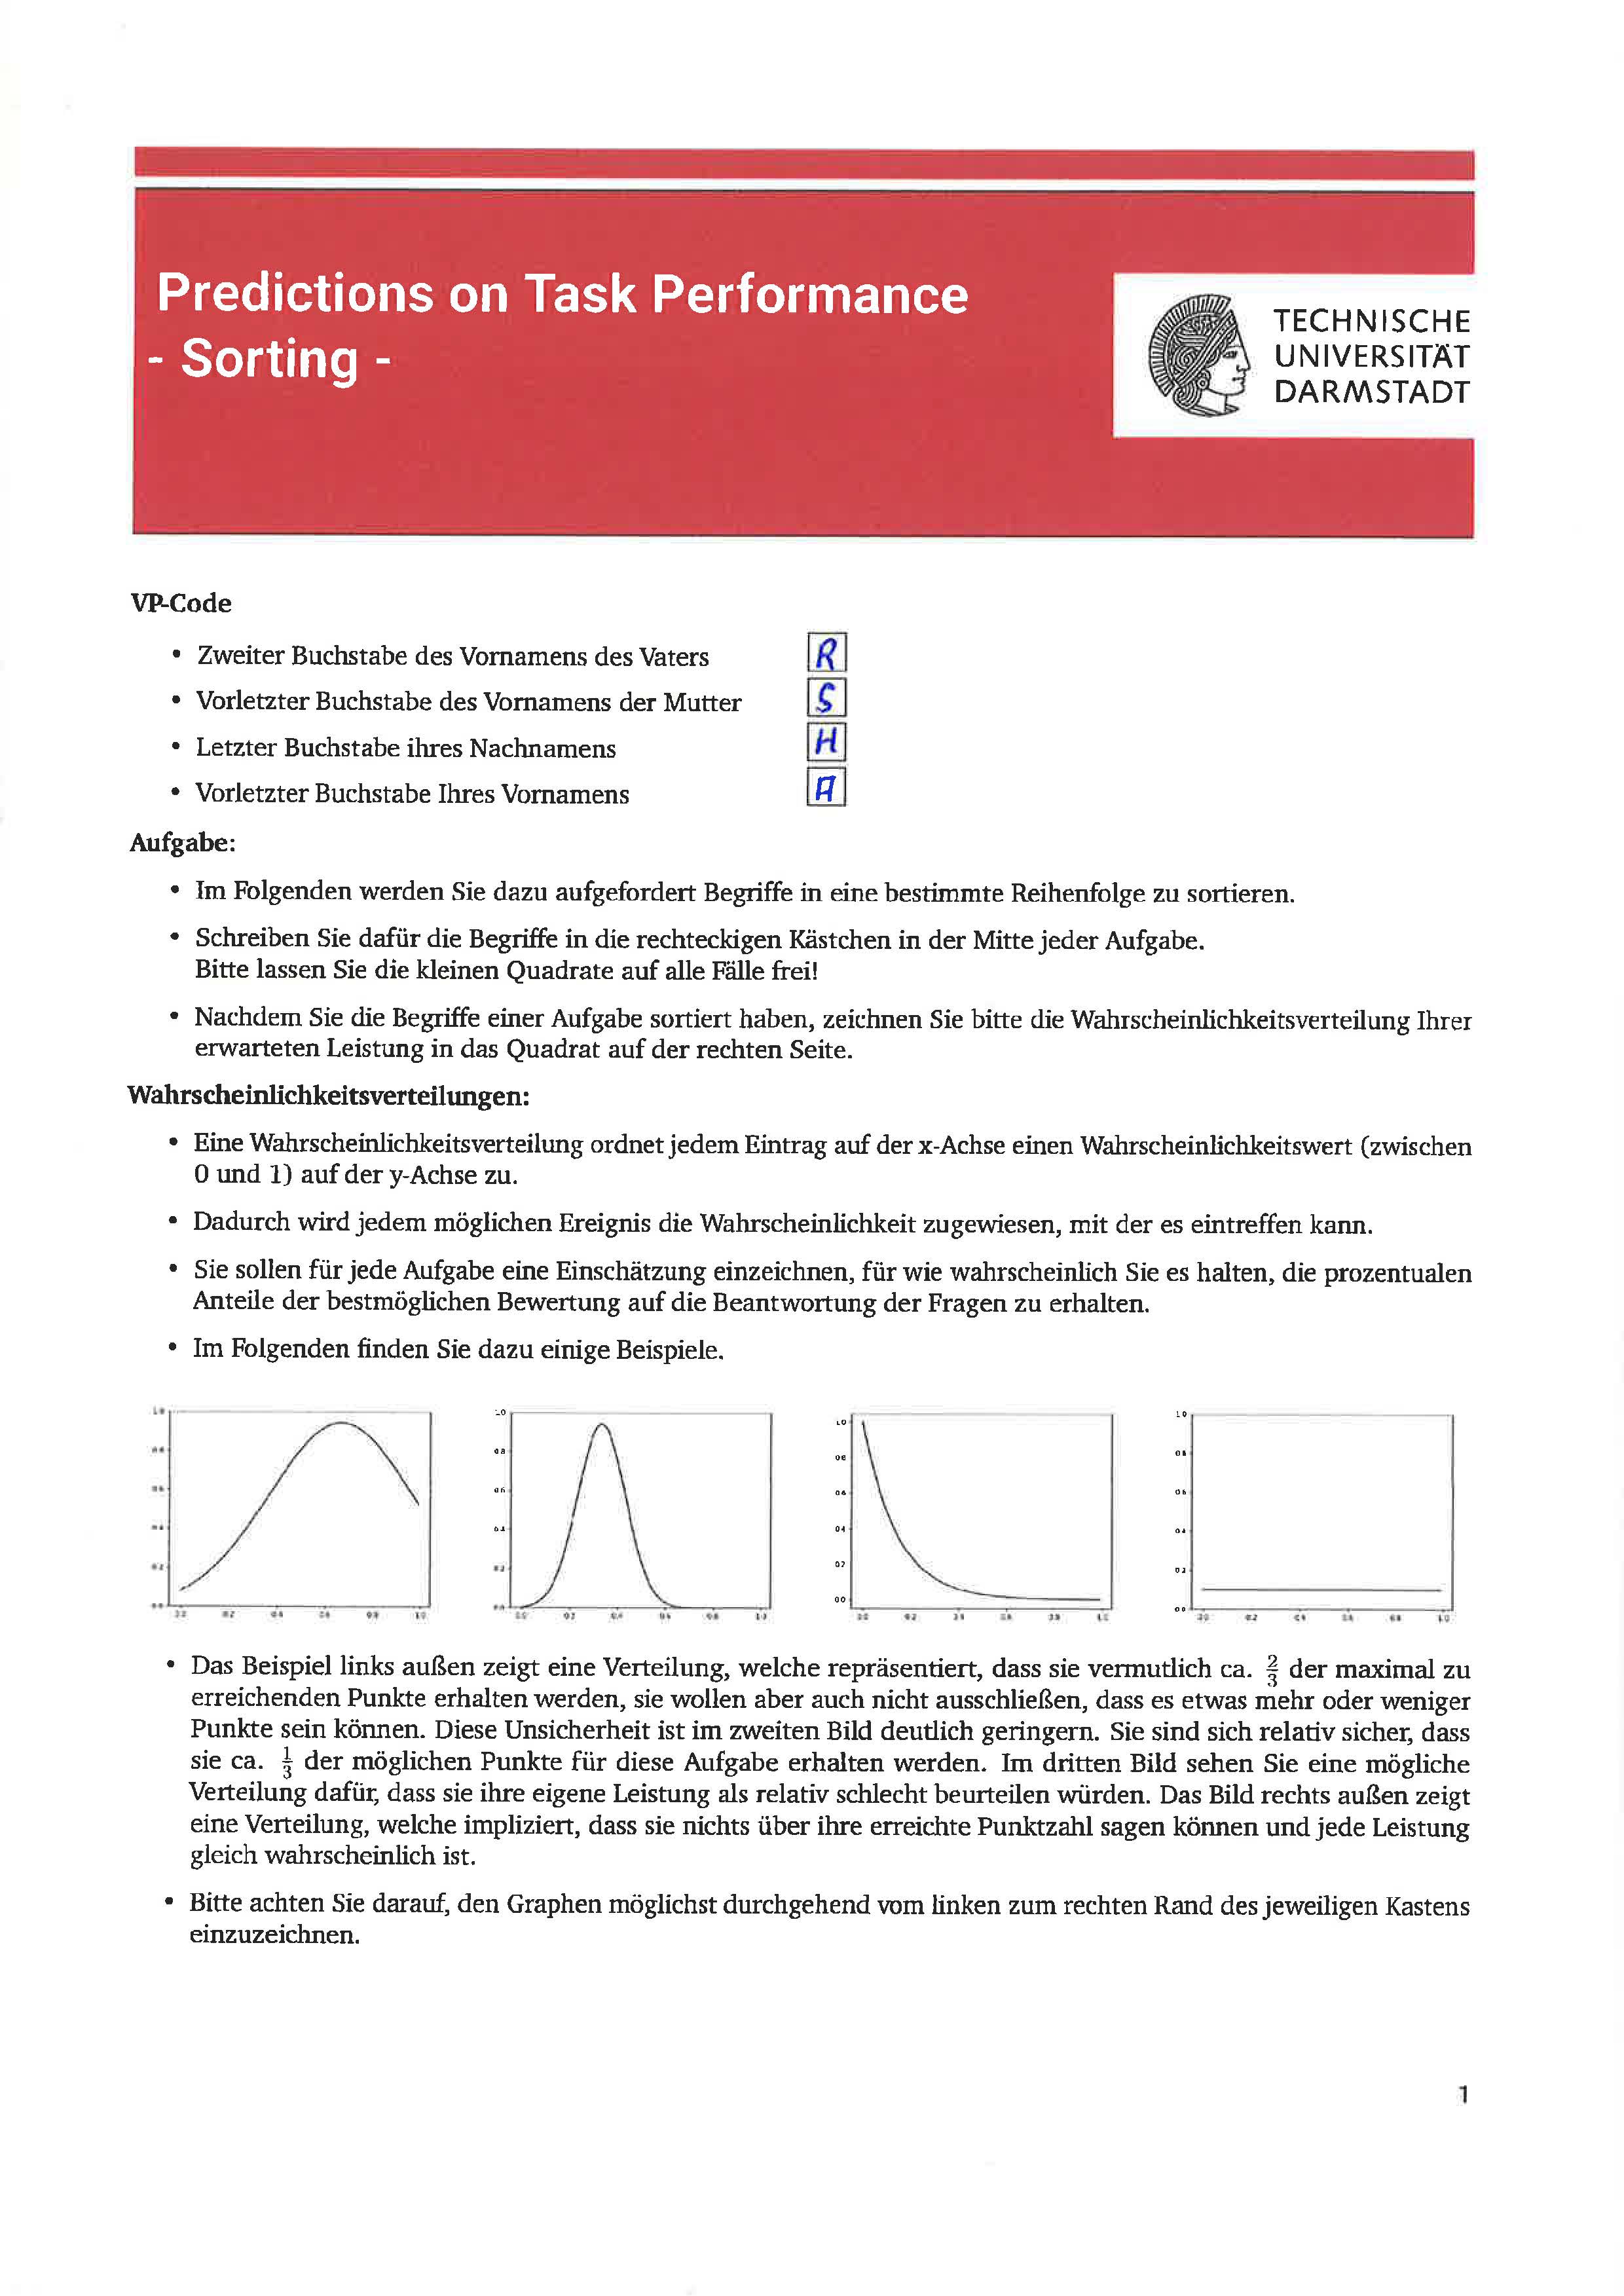 Predictions on Task Performance
- Sorting -
TECHNISCHE
UNIVERSITÄT
DARMSTADT
VP-Code
• Zweiter Buchstabe des Vornamens des Vaters R
• Vorletzter Buchstabe des Vornamens der Mutter S
• Letzter Buchstabe ihres Nachnamens H
• Vorletzter Buchstabe Ihres Vornamens A
Aufgabe:
• Im Folgenden werden Sie dazu aufgefordert Begriffe in eine bestimmte Reihenfolge zu sortieren.
• Schreiben Sie dafür die Begriffe in die rechteckigen Kästchen in der Mitte jeder Aufgabe.
Bitte lassen Sie die kleinen Quadrate auf alle Fälle frei!
• Nachdem Sie die Begriffe einer Aufgabe sortiert haben, zeichnen Sie bitte die Wahrscheinlichkeitsverteilung Ihrer
erwarteten Leistung in das Quadrat auf der rechten Seite.
Wahrscheinlichkeitsverteilungen:
• Eine Wahrscheinlichkeitsverteilung ordnet jedem Eintrag auf der x-Achse einen Wahrscheinlichkeitswert (zwischen
0 und 1) auf der y-Achse zu.
• Dadurch wird jedem möglichen Ereignis die Wahrscheinlichkeit zugewiesen, mit der es eintreffen kann.
• Sie sollen für jede Aufgabe eine Einschätzung einzeichnen, für wie wahrscheinlich Sie es halten, die prozentualen
Anteile der bestmöglichen Bewertung auf die Beantwortung der Fragen zu erhalten.
• Im Folgenden finden Sie dazu einige Beispiele.
• Das Beispiel links außen zeigt eine Verteilung, welche repräsentiert, dass sie vermutlich ca. 2/3 der maximal zu
erreichenden Punkte erhalten werden, sie wollen aber auch nicht ausschließen, dass es etwas mehr oder weniger
Punkte sein können. Diese Unsicherheit ist im zweiten Bild deutlich geringern. Sie sind sich relativ sicher, dass
sie ca. 1/3 der möglichen Punkte für diese Aufgabe erhalten werden. Im dritten Bild sehen Sie eine mögliche
Verteilung dafür, dass sie ihre eigene Leistung als relativ schlecht beurteilen würden. Das Bild rechts außen zeigt
eine Verteilung, welche impliziert, dass sie nichts über ihre erreichte Punktzahl sagen können und jede Leistung
gleich wahrscheinlich ist.
• Bitte achten Sie darauf, den Graphen möglichst durchgehend vom linken zum rechten Rand des jeweiligen Kastens
einzuzeichnen.
1